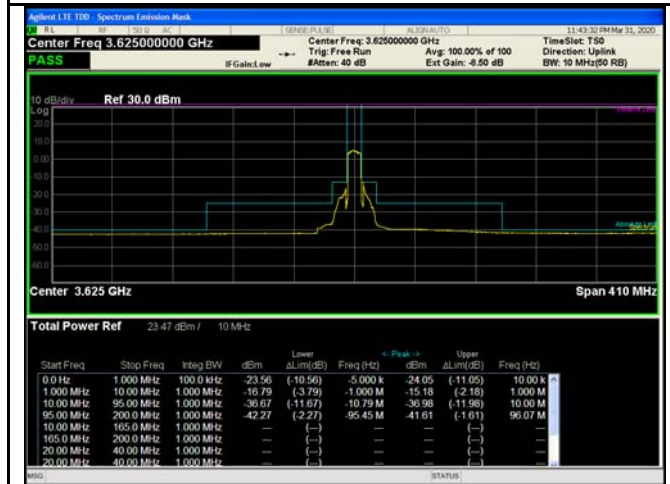 Agilent LTE TDD - Spectrum Emission Mask
RL RF 50 Ω AC SENSE:PULSE ALIGNAUTO 11:43:32 PM Mar 31, 2020
Center Freq 3.625000000 GHz Center Freq: 3.625000000 GHz TimeSlot: TS0
Trig: Free Run Avg: 100.00% of 100 Direction: Uplink
PASS IFGain:Low #Atten: 40 dB Ext Gain: -8.50 dB BW: 10 MHz(50 RB)
10 dB/div Ref 30.0 dBm
Log
20.0
10.0
0.00
10.0
20.0
30.0
40.0
Absolute Limit
Spectrum
50.0
60.0
Center 3.625 GHz Span 410 MHz
Total Power Ref 23.47 dBm / 10 MHz
Lower <- Peak -> Upper
Start Freq Stop Freq Integ BW dBm ΔLim(dB) Freq (Hz) dBm ΔLim(dB) Freq (Hz)
0.0 Hz 1.000 MHz 100.0 kHz -23.56 (-10.56) -5.000 k -24.05 (-11.05) 10.00 k
1.000 MHz 10.00 MHz 1.000 MHz -16.79 (-3.79) -1.000 M -15.18 (-2.18) 1.000 M
10.00 MHz 95.00 MHz 1.000 MHz -36.67 (-11.67) -10.79 M -36.98 (-11.98) 10.00 M
95.00 MHz 200.0 MHz 1.000 MHz -42.27 (-2.27) -95.45 M -41.61 (-1.61) 96.07 M
10.00 MHz 165.0 MHz 1.000 MHz --- (---) --- (---)
165.0 MHz 200.0 MHz 1.000 MHz --- (---) --- (---)
20.00 MHz 40.00 MHz 1.000 MHz --- (---) --- (---)
20.00 MHz 40.00 MHz 1.000 MHz --- (---) --- (---)
MSG STATUS